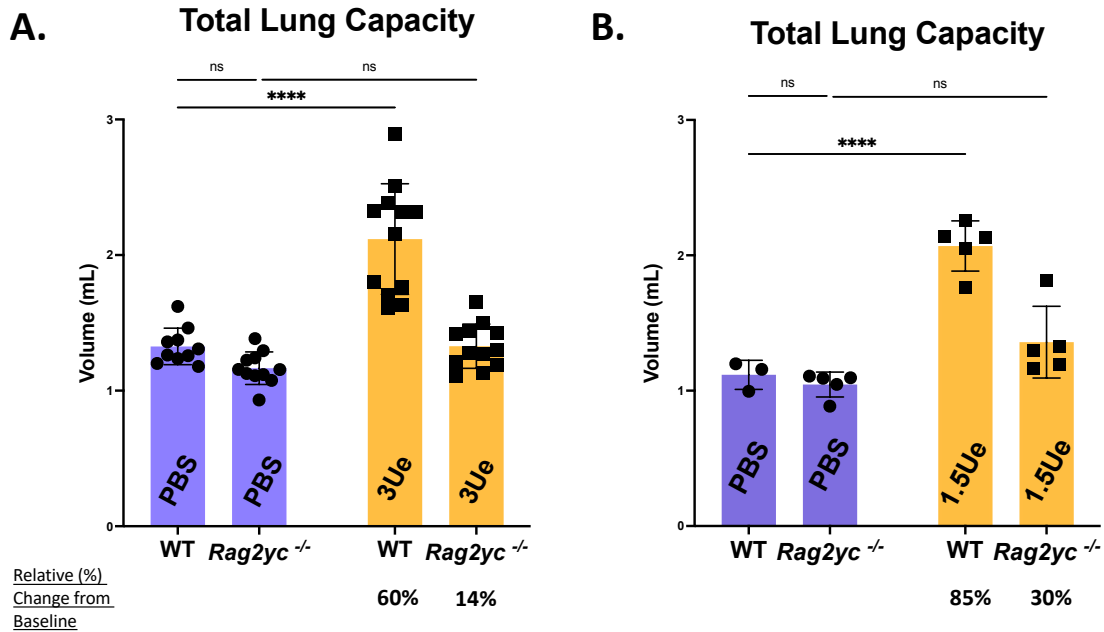 A.
Total Lung Capacity
ns
ns
****
Volume (mL)
3
2
1
0
PBS
PBS
3Ue
3Ue
WT
Rag2yc -/-
WT
Rag2yc -/-
Relative (%)
Change from
Baseline
60%
14%
B.
Total Lung Capacity
ns
ns
****
Volume (mL)
3
2
1
0
PBS
PBS
1.5Ue
1.5Ue
WT
Rag2yc -/-
WT
Rag2yc -/-
85%
30%